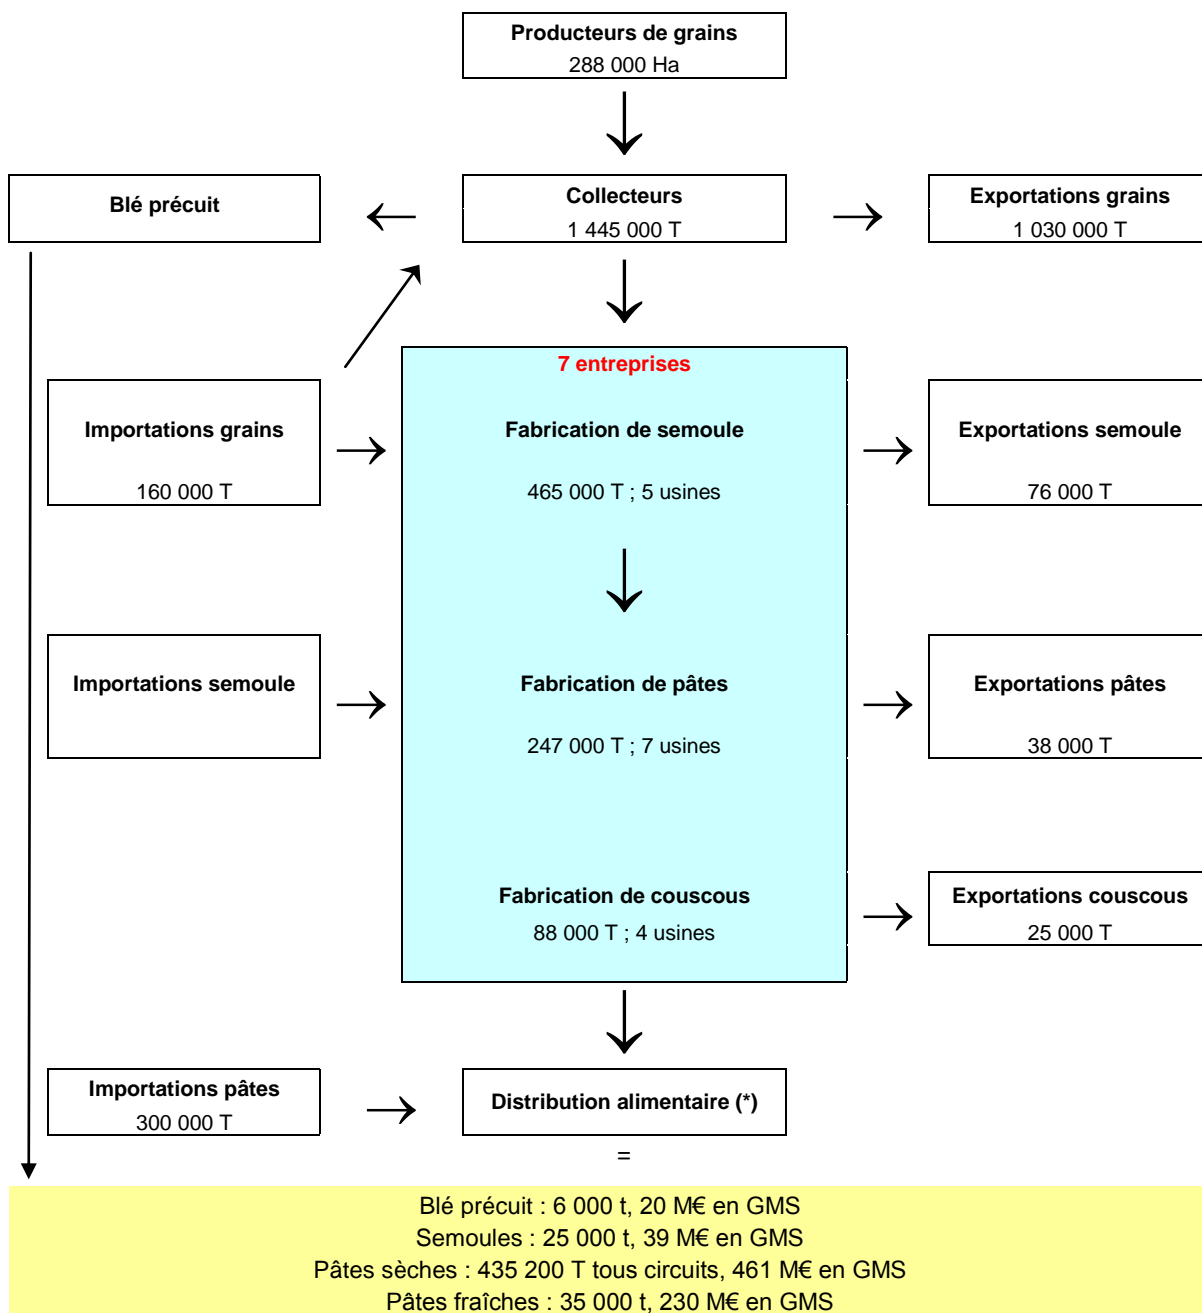 Producteurs de grains
288 000 Ha
Blé précuit
Collecteurs
1 445 000 T
Exportations grains
1 030 000 T
7 entreprises
Importations grains
160 000 T
Fabrication de semoule
465 000 T ; 5 usines
Exportations semoule
76 000 T
Importations semoule
Fabrication de pâtes
247 000 T ; 7 usines
Exportations pâtes
38 000 T
Fabrication de couscous
88 000 T ; 4 usines
Exportations couscous
25 000 T
Importations pâtes
300 000 T
Distribution alimentaire (*)
=
Blé précuit : 6 000 t, 20 M€ en GMS
Semoules : 25 000 t, 39 M€ en GMS
Pâtes sèches : 435 200 T tous circuits, 461 M€ en GMS
Pâtes fraîches : 35 000 t, 230 M€ en GMS